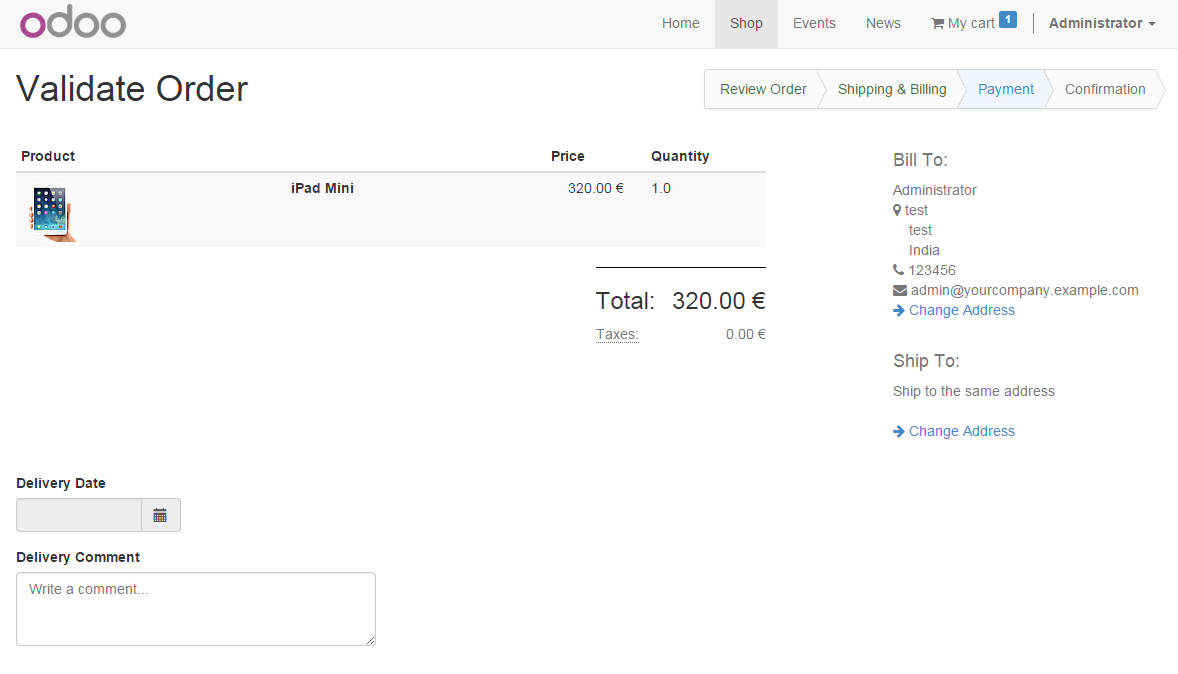 odoo
Home Shop Events News My cart 1 Administrator
Validate Order
Review Order Shipping & Billing Payment Confirmation
Product Price Quantity
iPad Mini 320.00 € 1.0
Total: 320.00 €
Taxes: 0.00 €
Bill To:
Administrator
test
test
India
123456
admin@yourcompany.example.com
Change Address
Ship To:
Ship to the same address
Change Address
Delivery Date
Delivery Comment
Write a comment...